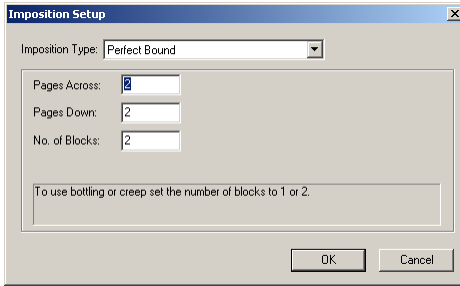 Imposition Setup
Imposition Type: Perfect Bound
Pages Across: 2
Pages Down: 2
No. of Blocks: 2
To use bottling or creep set the number of blocks to 1 or 2.
OK Cancel